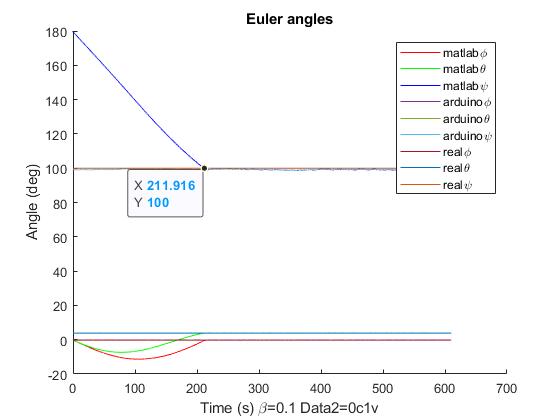 Euler angles
180
160
140
120
100
80
60
40
20
0
-20
Angle (deg)
matlab ϕ
matlab θ
matlab ψ
arduino ϕ
arduino θ
arduino ψ
real ϕ
real θ
real ψ
X 211.916
Y 100
0 100 200 300 400 500 600 700
Time (s) β=0.1 Data2=0c1v